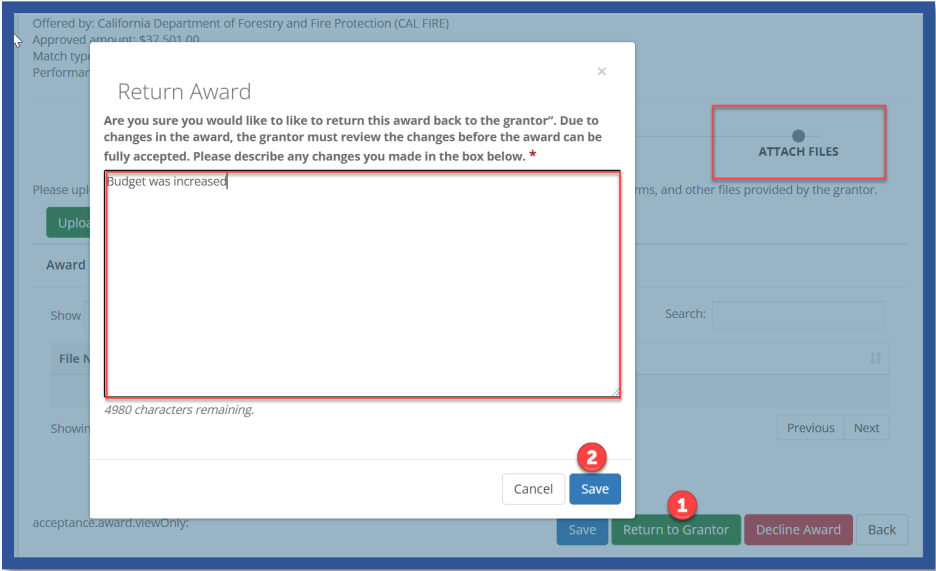 Offered by: California Department of Forestry and Fire Protection (CAL FIRE)
Approved amount: $37,501.00
Match type
Performan
×
Return Award
Are you sure you would like to like to return this award back to the grantor”. Due to
changes in the award, the grantor must review the changes before the award can be
fully accepted. Please describe any changes you made in the box below. *
Budget was increased
4980 characters remaining.
2
Cancel Save
ATTACH FILES
Please uplo rms, and other files provided by the grantor.
Uploa
Award
Show Search:
File N
Showin Previous Next
1
acceptance.award.viewOnly: Save Return to Grantor Decline Award Back